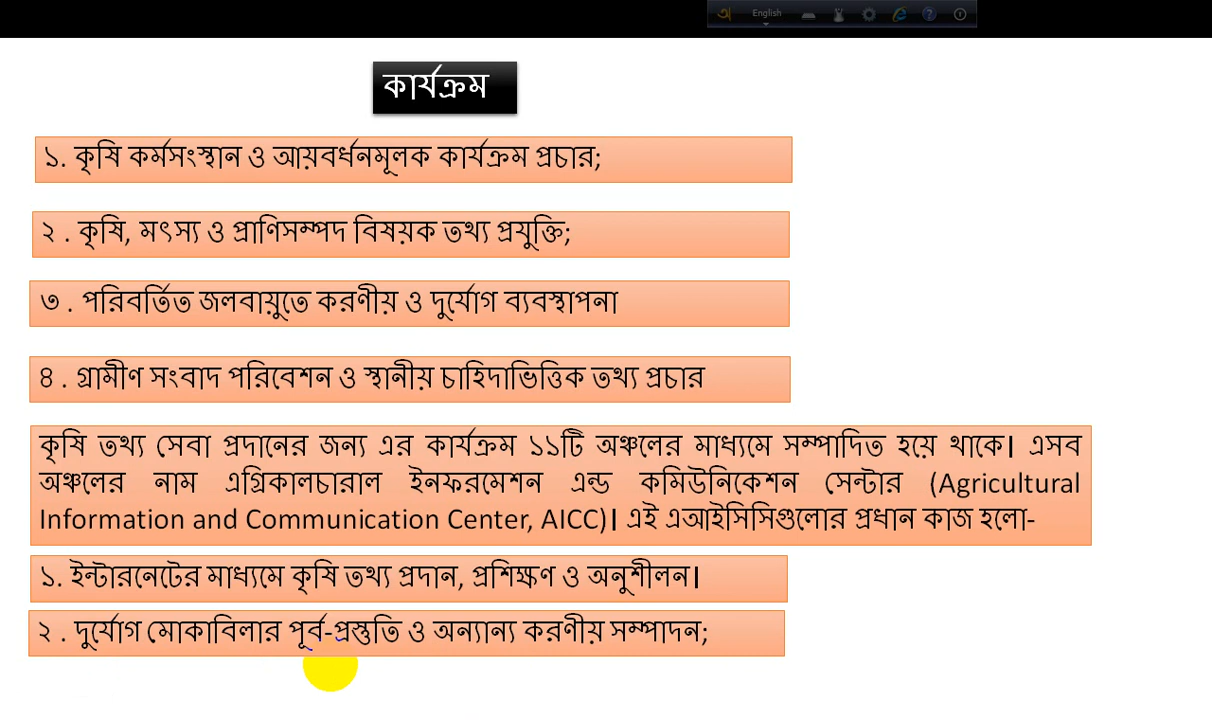 English
কার্যক্রম
১. কৃষি কর্মসংস্থান ও আয়বর্ধনমূলক কার্যক্রম প্রচার;
২ . কৃষি, মৎস্য ও প্রাণিসম্পদ বিষয়ক তথ্য প্রযুক্তি;
৩ . পরিবর্তিত জলবায়ুতে করণীয় ও দুর্যোগ ব্যবস্থাপনা
৪ . গ্রামীণ সংবাদ পরিবেশন ও স্থানীয় চাহিদাভিত্তিক তথ্য প্রচার
কৃষি তথ্য সেবা প্রদানের জন্য এর কার্যক্রম ১১টি অঞ্চলের মাধ্যমে সম্পাদিত হয়ে থাকে। এসব
অঞ্চলের নাম এগ্রিকালচারাল ইনফরমেশন এন্ড কমিউনিকেশন সেন্টার (Agricultural
Information and Communication Center, AICC)। এই এআইসিসিগুলোর প্রধান কাজ হলো-
১. ইন্টারনেটের মাধ্যমে কৃষি তথ্য প্রদান, প্রশিক্ষণ ও অনুশীলন।
২ . দুর্যোগ মোকাবিলার পূর্ব-প্রস্তুতি ও অন্যান্য করণীয় সম্পাদন;